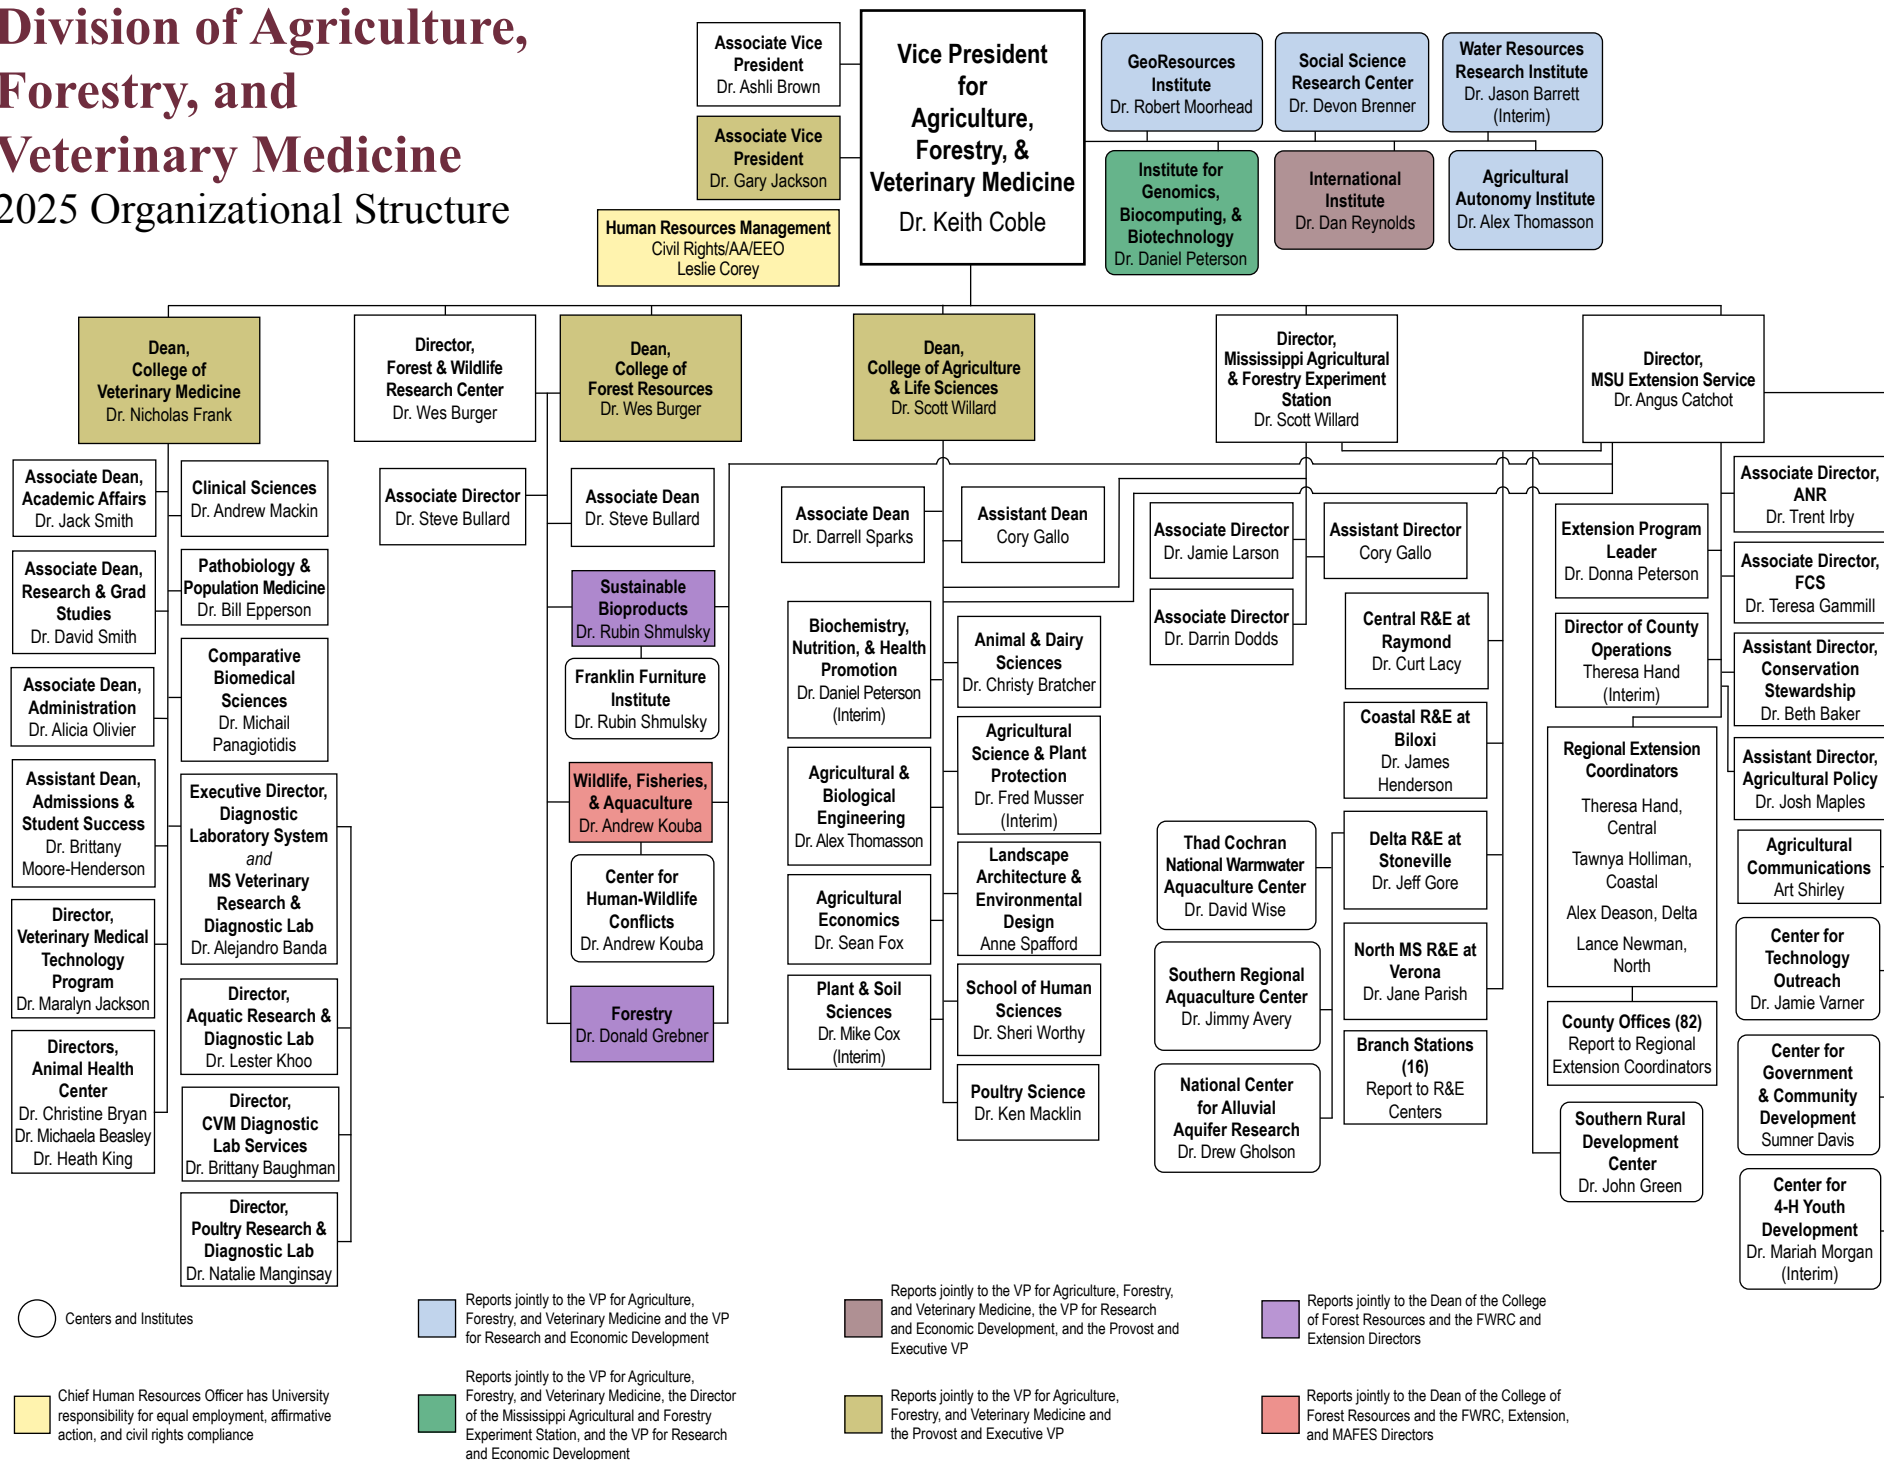 Division of Agriculture,
Forestry, and
Veterinary Medicine
2025 Organizational Structure
Associate Vice
President
Dr. Ashli Brown
Associate Vice
President
Dr. Gary Jackson
Human Resources Management
Civil Rights/AA/EEO
Leslie Corey
Vice President
for
Agriculture,
Forestry, &
Veterinary Medicine
Dr. Keith Coble
GeoResources
Institute
Dr. Robert Moorhead
Social Science
Research Center
Dr. Devon Brenner
Water Resources
Research Institute
Dr. Jason Barrett
(Interim)
Institute for
Genomics,
Biocomputing, &
Biotechnology
Dr. Daniel Peterson
International
Institute
Dr. Dan Reynolds
Agricultural
Autonomy Institute
Dr. Alex Thomasson
Dean,
College of
Veterinary Medicine
Dr. Nicholas Frank
Director,
Forest & Wildlife
Research Center
Dr. Wes Burger
Dean,
College of
Forest Resources
Dr. Wes Burger
Dean,
College of Agriculture
& Life Sciences
Dr. Scott Willard
Director,
Mississippi Agricultural
& Forestry Experiment
Station
Dr. Scott Willard
Director,
MSU Extension Service
Dr. Angus Catchot
Associate Dean,
Academic Affairs
Dr. Jack Smith
Associate Dean,
Research & Grad
Studies
Dr. David Smith
Associate Dean,
Administration
Dr. Alicia Olivier
Assistant Dean,
Admissions &
Student Success
Dr. Brittany
Moore-Henderson
Director,
Veterinary Medical
Technology
Program
Dr. Maralyn Jackson
Directors,
Animal Health
Center
Dr. Christine Bryan
Dr. Michaela Beasley
Dr. Heath King
Clinical Sciences
Dr. Andrew Mackin
Pathobiology &
Population Medicine
Dr. Bill Epperson
Comparative
Biomedical
Sciences
Dr. Michail
Panagiotidis
Executive Director,
Diagnostic
Laboratory System
and
MS Veterinary
Research &
Diagnostic Lab
Dr. Alejandro Banda
Director,
Aquatic Research &
Diagnostic Lab
Dr. Lester Khoo
Director,
CVM Diagnostic
Lab Services
Dr. Brittany Baughman
Director,
Poultry Research &
Diagnostic Lab
Dr. Natalie Manginsay
Associate Director
Dr. Steve Bullard
Associate Dean
Dr. Steve Bullard
Sustainable
Bioproducts
Dr. Rubin Shmulsky
Franklin Furniture
Institute
Dr. Rubin Shmulsky
Wildlife, Fisheries,
& Aquaculture
Dr. Andrew Kouba
Center for
Human-Wildlife
Conflicts
Dr. Andrew Kouba
Forestry
Dr. Donald Grebner
Associate Dean
Dr. Darrell Sparks
Assistant Dean
Cory Gallo
Biochemistry,
Nutrition, & Health
Promotion
Dr. Daniel Peterson
(Interim)
Agricultural &
Biological
Engineering
Dr. Alex Thomasson
Agricultural
Economics
Dr. Sean Fox
Plant & Soil
Sciences
Dr. Mike Cox
(Interim)
Animal & Dairy
Sciences
Dr. Christy Bratcher
Agricultural
Science & Plant
Protection
Dr. Fred Musser
(Interim)
Landscape
Architecture &
Environmental
Design
Anne Spafford
School of Human
Sciences
Dr. Sheri Worthy
Poultry Science
Dr. Ken Macklin
Associate Director
Dr. Jamie Larson
Assistant Director
Cory Gallo
Associate Director
Dr. Darrin Dodds
Central R&E at
Raymond
Dr. Curt Lacy
Coastal R&E at
Biloxi
Dr. James
Henderson
Delta R&E at
Stoneville
Dr. Jeff Gore
North MS R&E at
Verona
Dr. Jane Parish
Branch Stations
(16)
Report to R&E
Centers
Thad Cochran
National Warmwater
Aquaculture Center
Dr. David Wise
Southern Regional
Aquaculture Center
Dr. Jimmy Avery
National Center
for Alluvial
Aquifer Research
Dr. Drew Gholson
Extension Program
Leader
Dr. Donna Peterson
Director of County
Operations
Theresa Hand
(Interim)
Regional Extension
Coordinators
Theresa Hand,
Central
Tawnya Holliman,
Coastal
Alex Deason, Delta
Lance Newman,
North
County Offices (82)
Report to Regional
Extension Coordinators
Southern Rural
Development
Center
Dr. John Green
Associate Director,
ANR
Dr. Trent Irby
Associate Director,
FCS
Dr. Teresa Gammill
Assistant Director,
Conservation
Stewardship
Dr. Beth Baker
Assistant Director,
Agricultural Policy
Dr. Josh Maples
Agricultural
Communications
Art Shirley
Center for
Technology
Outreach
Dr. Jamie Varner
Center for
Government
& Community
Development
Sumner Davis
Center for
4-H Youth
Development
Dr. Mariah Morgan
(Interim)
Centers and Institutes
Reports jointly to the VP for Agriculture,
Forestry, and Veterinary Medicine and the VP
for Research and Economic Development
Reports jointly to the VP for Agriculture, Forestry,
and Veterinary Medicine, the VP for Research
and Economic Development, and the Provost and
Executive VP
Reports jointly to the Dean of the College
of Forest Resources and the FWRC and
Extension Directors
Chief Human Resources Officer has University
responsibility for equal employment, affirmative
action, and civil rights compliance
Reports jointly to the VP for Agriculture,
Forestry, and Veterinary Medicine, the Director
of the Mississippi Agricultural and Forestry
Experiment Station, and the VP for Research
and Economic Development
Reports jointly to the VP for Agriculture,
Forestry, and Veterinary Medicine and
the Provost and Executive VP
Reports jointly to the Dean of the College of
Forest Resources and the FWRC, Extension,
and MAFES Directors